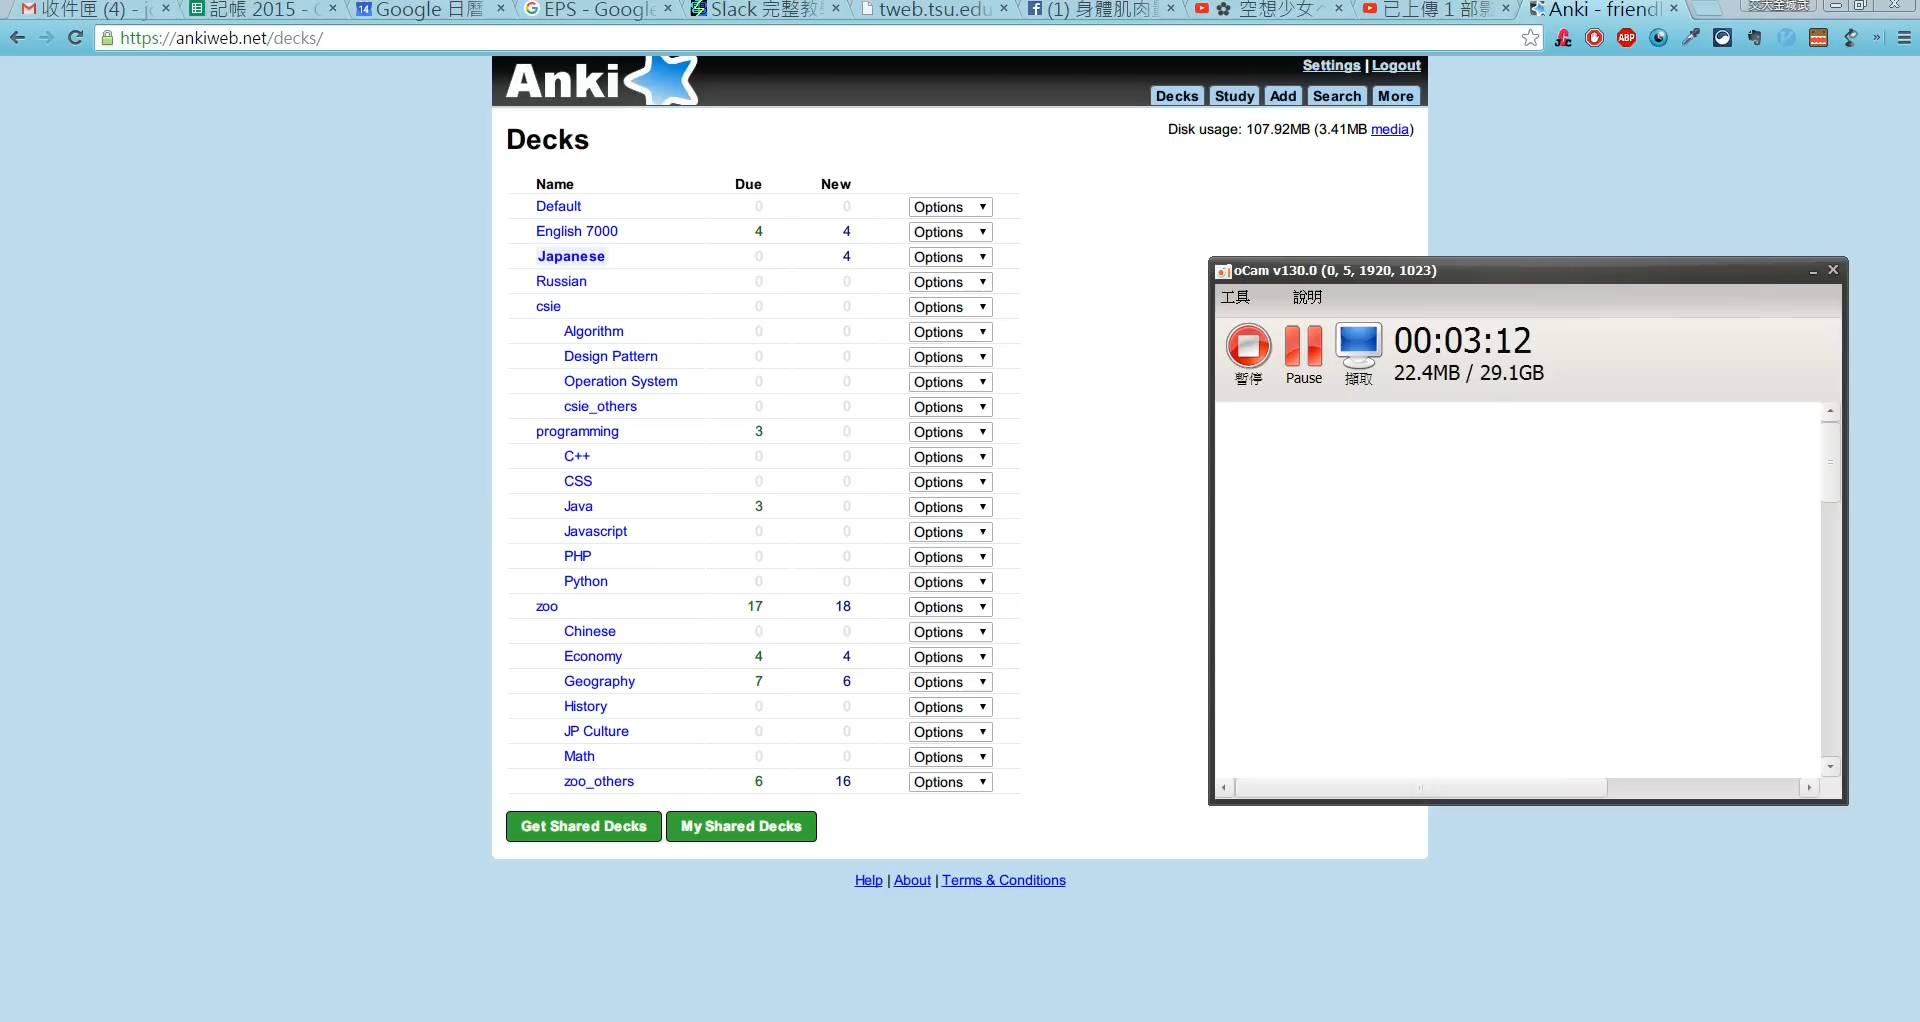 收件匣 (4) - j
記帳 2015 -
Google 日曆
EPS - Google
Slack 完整教
tweb.tsu.edu
(1) 身體肌肉
空想少女
已上傳 1 部影
Anki - friendl
交大金城武
https://ankiweb.net/decks/
Anki
Settings | Logout
Decks Study Add Search More
Decks
Disk usage: 107.92MB (3.41MB media)
Name Due New
Default 0 0 Options
English 7000 4 4 Options
Japanese 0 4 Options
Russian 0 0 Options
csie 0 0 Options
Algorithm 0 0 Options
Design Pattern 0 0 Options
Operation System 0 0 Options
csie_others 0 0 Options
programming 3 0 Options
C++ 0 0 Options
CSS 0 0 Options
Java 3 0 Options
Javascript 0 0 Options
PHP 0 0 Options
Python 0 0 Options
zoo 17 18 Options
Chinese 0 0 Options
Economy 4 4 Options
Geography 7 6 Options
History 0 0 Options
JP Culture 0 0 Options
Math 0 0 Options
zoo_others 6 16 Options
Get Shared Decks My Shared Decks
Help | About | Terms & Conditions
oCam v130.0 (0, 5, 1920, 1023)
工具 說明
00:03:12
22.4MB / 29.1GB
暫停 Pause 擷取